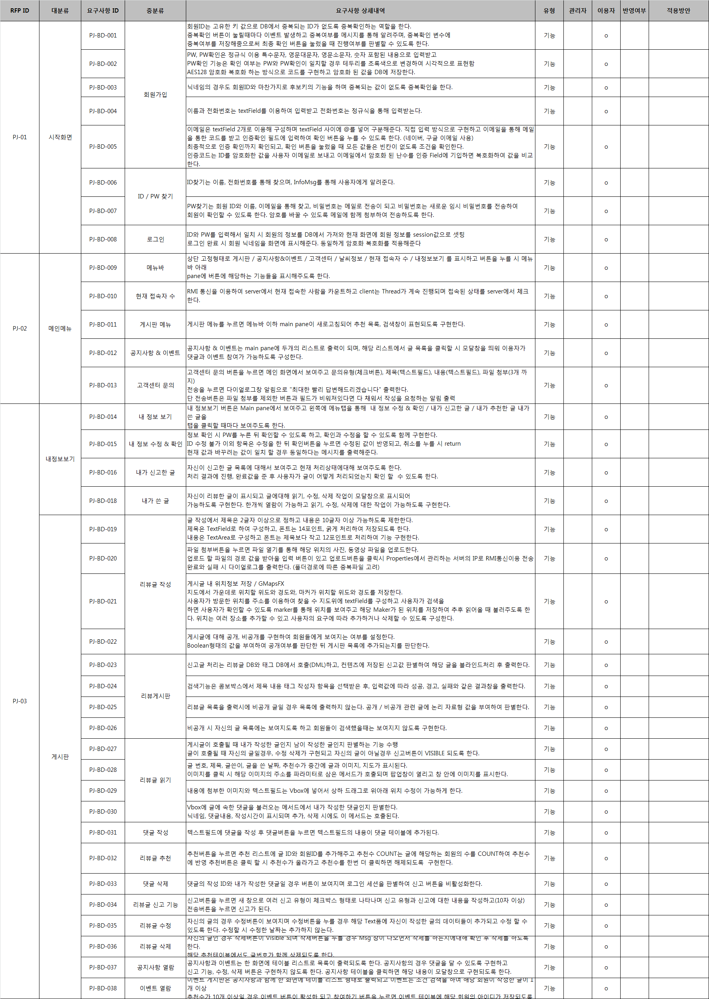 RFP ID 대분류 요구사항 ID 중분류 요구사항 상세내역 유형 관리자 이용자 반영여부 적용방안
PJ-01 시작화면
PJ-BD-001 회원가입
회원ID는 고유한 키 값으로 DB에서 중복되는 ID가 없도록 중복확인하는 역할을 한다.
중복확인 버튼이 눌릴때마다 이벤트 발생하고 중복여부를 메시지를 통해 알려주며, 중복확인 변수에
중복여부를 저장해줌으로써 최종 확인 버튼을 눌렀을 때 진행여부를 판별할 수 있도록 한다.
기능 o
PJ-BD-002
PW, PW확인은 정규식 이용 특수문자, 영문대문자, 영문소문자, 숫자 포함된 내용으로 입력받고
PW확인 기능은 확인 여부는 PW와 PW확인이 일치할 경우 테두리를 초록색으로 변경하여 시각적으로 표현함
AES128 암호화 복호화 하는 방식으로 코드를 구현하고 암호화 된 값을 DB에 저장한다.
기능 o
PJ-BD-003
닉네임의 경우도 회원ID와 마찬가지로 후보키의 기능을 하며 중복되는 값이 없도록 중복확인을 한다.
기능 o
PJ-BD-004
이름과 전화번호는 textField를 이용하여 입력받고 전화번호는 정규식을 통해 입력받는다.
기능 o
PJ-BD-005
이메일은 textField 2개로 이용해 구성하며 textField 사이에 @를 넣어 구분해준다. 직접 입력 방식으로 구현하고 이메일을 통해 메일
을 통한 코드를 받고 인증확인 필드에 입력하여 확인 버튼을 누를 수 있도록 한다. (네이버, 구글 이메일 사용)
최종적으로 인증 확인까지 확인되고, 확인 버튼을 눌렀을 때 모든 값들은 빈칸이 없도록 조건을 확인한다.
인증코드는 ID를 암호화한 값을 사용자 이메일로 보내고 이메일에서 암호화 된 난수를 인증 Field에 기입하면 복호화하여 값을 비교
한다.
기능 o
PJ-BD-006 ID / PW 찾기
ID찾기는 이름, 전화번호를 통해 찾으며, InfoMsg를 통해 사용자에게 알려준다.
기능 o
PJ-BD-007
PW찾기는 회원 ID와 이름, 이메일을 통해 찾고, 비밀번호는 메일로 전송이 되고 비밀번호는 새로운 임시 비밀번호를 전송하여
회원이 확인할 수 있도록 한다. 암호를 바꿀 수 있도록 메일에 함께 첨부하여 전송하도록 한다.
기능 o
PJ-BD-008 로그인
ID와 PW를 입력해서 일치 시 회원의 정보를 DB에서 가져와 현재 화면에 회원 정보를 session값으로 셋팅
로그인 완료 시 회원 닉네임을 화면에 표시해준다. 동일하게 암호화 복호화를 적용해준다
기능 o
PJ-02 메인메뉴
PJ-BD-009 메뉴바
상단 고정형태로 게시판 / 공지사항&이벤트 / 고객센터 / 날씨정보 / 현재 접속자 수 / 내정보보기 를 표시하고 버튼을 누를 시 메뉴
바 아래
pane에 버튼에 해당하는 기능들을 표시해주도록 한다.
기능 o
PJ-BD-010 현재 접속자 수
RMI 통신을 이용하여 server에서 현재 접속한 사람을 카운트하고 client는 Thread가 계속 진행되며 접속된 상태를 server에서 체크
한다.
기능 o
PJ-BD-011 게시판 메뉴
게시판 메뉴를 누르면 메뉴바 이하 main pane이 새로고침되어 추천 목록, 검색창이 표현되도록 구현한다.
기능 o
PJ-BD-012 공지사항 & 이벤트
공지사항 & 이벤트는 main pane에 두개의 리스트로 출력이 되며, 해당 리스트에서 글 목록을 클릭할 시 모달창을 띄워 이용자가
댓글과 이벤트 참여가 가능하도록 구성한다.
기능 o
PJ-BD-013 고객센터 문의
고객센터 문의 버튼을 누르면 메인 화면에서 보여주고 문의유형(체크버튼), 제목(텍스트필드), 내용(텍스트필드), 파일 첨부(3개 까
지)
전송을 누르면 다이얼로그창 알림으로 "최대한 빨리 답변해드리겠습니다" 출력한다.
단 전송버튼은 파일 첨부를 제외한 버튼과 필드가 비워져있다면 다 채워서 작성을 요청하는 알림 출력
기능 o
PJ-03 내정보보기
PJ-BD-014 내 정보 보기
내 정보보기 버튼은 Main pane에서 보여주고 왼쪽에 메뉴탭을 통해  내 정보 수정 & 확인 / 내가 신고한 글 / 내가 추천한 글 내가
쓴 글을
탭을 클릭할 때마다 보여주도록 한다.
기능 o
PJ-BD-015 내 정보 수정 & 확인
정보 확인 시 PW를 누른 뒤 확인할 수 있도록 하고, 확인과 수정을 할 수 있도록 함께 구현한다.
ID 수정 불가 이외 항목은 수정을 한 뒤 확인버튼을 누르면 수정된 값이 반영되고, 취소를 누를 시 return
현재 값과 바꾸려는 값이 일치 할 경우 동일하다는 메시지를 출력해준다.
기능 o
PJ-BD-016 내가 신고한 글
자신이 신고한 글 목록에 대해서 보여주고 현재 처리상태에대해 보여주도록 한다.
처리 결과에 진행, 완료값을 준 후 사용자가 글이 어떻게 처리되었는지 확인 할  수 있도록 한다.
기능 o
PJ-BD-018 내가 쓴 글
자신이 리뷰한 글이 표시되고 글에대해 읽기, 수정, 삭제 작업이 모달창으로 표시되어
가능하도록 구현한다. 한개씩 열람이 가능하고 읽기, 수정, 삭제에 대한 작업이 가능하도록 구현한다.
기능 o
게시판
PJ-BD-019 리뷰글 작성
글 작성에서 제목은 2글자 이상으로 정하고 내용은 10글자 이상 가능하도록 제한한다.
제목은 TextField로 하여 구성하고, 폰트는 14포인트, 굵게 처리하여 저장되도록 한다.
내용은 TextArea로 구성하고 폰트는 제목보다 작고 12포인트로 처리하여 기능 구현한다.
기능 o
PJ-BD-020
파일 첨부버튼을 누르면 파일 열기를 통해 해당 위치의 사진, 동영상 파일을 업로드한다.
업로드 할 파일의 경로 값을 받아올 입력 버튼이 있고 업로드버튼을 클릭시 Properties에서 관리하는 서버의 IP로 RMI통신이용 전송
완료와 실패 시 다이얼로그를 출력한다. (폴더경로에 따른 중복파일 고려)
기능 o
PJ-BD-021
게시글 내 위치정보 저장 / GMapsFX
지도에서 가운데로 위치할 위도와 경도와, 마커가 위치할 위도와 경도를 저장한다.
사용자가 방문한 위치를 주소를 이용하여 찾을 수 지도위에 textField를 구성하고 사용자가 검색을
하면 사용자가 확인할 수 있도록 marker를 통해 위치를 보여주고 해당 Maker가 된 위치를 저장하여 추후 읽어올 때 불러주도록 한
다. 위치는 여러 장소를 추가할 수 있고 사용자의 요구에 따라 추가하거나 삭제할 수 있도록 구성한다.
기능 o
PJ-BD-022
게시글에 대해 공개, 비공개를 구현하여 회원들에게 보여지는 여부를 설정한다.
Boolean형태의 값을 부여하여 공개여부를 판단한 뒤 게시판 목록에 추가되는지를 판단한다.
기능 o
PJ-BD-023 리뷰게시판
신고글 처리는 리뷰글 DB와 태그 DB에서 호출(DML)하고, 컨텐츠에 저장된 신고값 판별하여 해당 글을 블라인드처리 후 출력한다.
기능 o
PJ-BD-024
검색기능은 콤보박스에서 제목 내용 태그 작성자 항목을 선택받은 후, 입력값에 따라 성공, 경고, 실패와 같은 결과창을 출력한다.
기능 o
PJ-BD-025
리뷰글 목록을 출력시에 비공개 글일 경우 목록에 출력하지 않는다. 공개 / 비공개 관련 글에 논리 자료형 값을 부여하여 판별한다.
기능 o
PJ-BD-026
비공개 시 자신의 글 목록에는 보여지도록 하고 회원들이 검색했을때는 보여지지 않도록 구현한다.
기능 o
PJ-BD-027 리뷰글 읽기
게시글이 호출될 때 내가 작성한 글인지 남이 작성한 글인지 판별하는 기능 수행
글이 호출될 때 자신의 글일경우, 수정 삭제가 구현되고 자신의 글이 아닐경우 신고버튼이 VISIBLE 되도록 한다.
기능 o
PJ-BD-028
글 번호, 제목, 글쓴이, 글을 쓴 날짜, 추천수가 중간에 글과 이미지, 지도가 표시된다.
이미지를 클릭 시 해당 이미지의 주소를 파라미터로 삼은 메서드가 호출되며 팝업창이 열리고 창 안에 이미지를 표시한다.
기능 o
PJ-BD-029
내용에 첨부한 이미지와 텍스트필드는 Vbox에 넣어서 상하 드래그로 위아래 위치 수정이 가능하게 한다.
기능 o
PJ-BD-030
Vbox에 글에 속한 댓글을 불러오는 메서드에서 내가 작성한 댓글인지 판별한다.
닉네임, 댓글내용, 작성시간이 표시되며 추가, 삭제 시에도 이 메서드는 호출된다.
기능 o
PJ-BD-031 댓글 작성
텍스트필드에 댓글을 작성 후 댓글버튼을 누르면 텍스트필드의 내용이 댓글 테이블에 추가된다.
기능 o
PJ-BD-032 리뷰글 추천
추천버튼을 누르면 추천 리스트에 글 ID와 회원ID를 추가해주고 추천수 COUNT는 글에 해당하는 회원의 수를 COUNT하여 추천수
에 반영 추천버튼은 클릭 할 시 추천수가 올라가고 추천수를 한번 더 클릭하면 해제되도록  구현한다.
기능 o
PJ-BD-033 댓글 삭제
댓글의 작성 ID와 내가 작성한 댓글일 경우 버튼이 보여지며 로그인 세션을 판별하여 신고 버튼을 비활성화한다.
기능 o
PJ-BD-034 리뷰글 신고 기능
신고버튼을 누르면 새 창으로 여러 신고 유형이 체크박스 형태로 나타나며 신고 유형과 신고에 대한 내용을 작성하고(10자 이상)
전송버튼을 누르면 신고가 된다.
기능 o
PJ-BD-035 리뷰글 수정
자신의 글의 경우 수정버튼이 보여지며 수정버튼을 누를 경우 해당 Text폼에 자신이 작성한 글의 데이터들이 추가되고 수정 할 수
있도록 한다. 수정할 시 수정한 날짜는 추가하지 않는다.
기능 o
PJ-BD-036 리뷰글 삭제
자신의 글인 경우 삭제버튼이 Visible 되며 삭제버튼을 누를 경우 Msg 창이 나오면서 삭제를 하는지에대해 확인 후 삭제를 하도록
한다.
해당 추천테이블에서도 글번호가 함께 삭제되도록 한다.
기능 o
PJ-BD-037 공지사항 열람
공지사항과 이벤트는 한 화면에 테이블 리스트로 목록이 출력되도록 한다. 공지사항의 경우 댓글을 달 수 있도록 구현하고
신고 기능, 수정, 삭제 버튼은 구현하지 않도록 한다. 공지사항 테이블을 클릭하면 해당 내용이 모달창으로 구현되도록 한다.
기능 o
PJ-BD-038 이벤트 열람
이벤트 게시판은 공지사항과 함께 한 화면에 테이블 리스트 형태로 출력되고 이벤트는 조건 검색을 하여 해당 회원이 작성한 글이 1
개 이상
추천수가 10개 이상일 경우 이벤트 버튼이 활성화 되고 참여하기 버튼을 누르면 이벤트 테이블에 해당 회원의 아이디가 저장되도록
기능 o